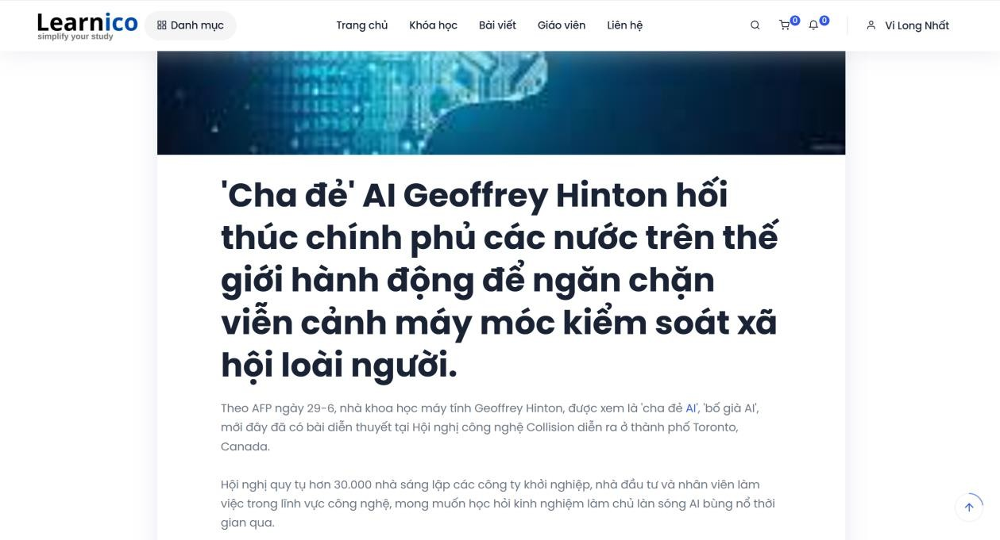 Learnico
simplify your study
Danh mục
Trang chủ
Khóa học
Bài viết
Giáo viên
Liên hệ
0
0
Vi Long Nhất
'Cha đẻ' AI Geoffrey Hinton hối
thúc chính phủ các nước trên thế
giới hành động để ngăn chặn
viễn cảnh máy móc kiểm soát xã
hội loài người.
Theo AFP ngày 29-6, nhà khoa học máy tính Geoffrey Hinton, được xem là 'cha đẻ AI', 'bố già AI',
mới đây đã có bài diễn thuyết tại Hội nghị công nghệ Collision diễn ra ở thành phố Toronto,
Canada.
Hội nghị quy tụ hơn 30.000 nhà sáng lập các công ty khởi nghiệp, nhà đầu tư và nhân viên làm
việc trong lĩnh vực công nghệ, mong muốn học hỏi kinh nghiệm làm chủ làn sóng AI bùng nổ thời
gian qua.